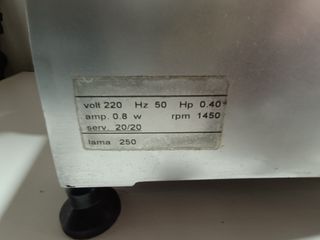 volt 220 Hz 50 Hp 0.40
amp. 0.8 w rpm 1450
serv. 20/20
lama 250